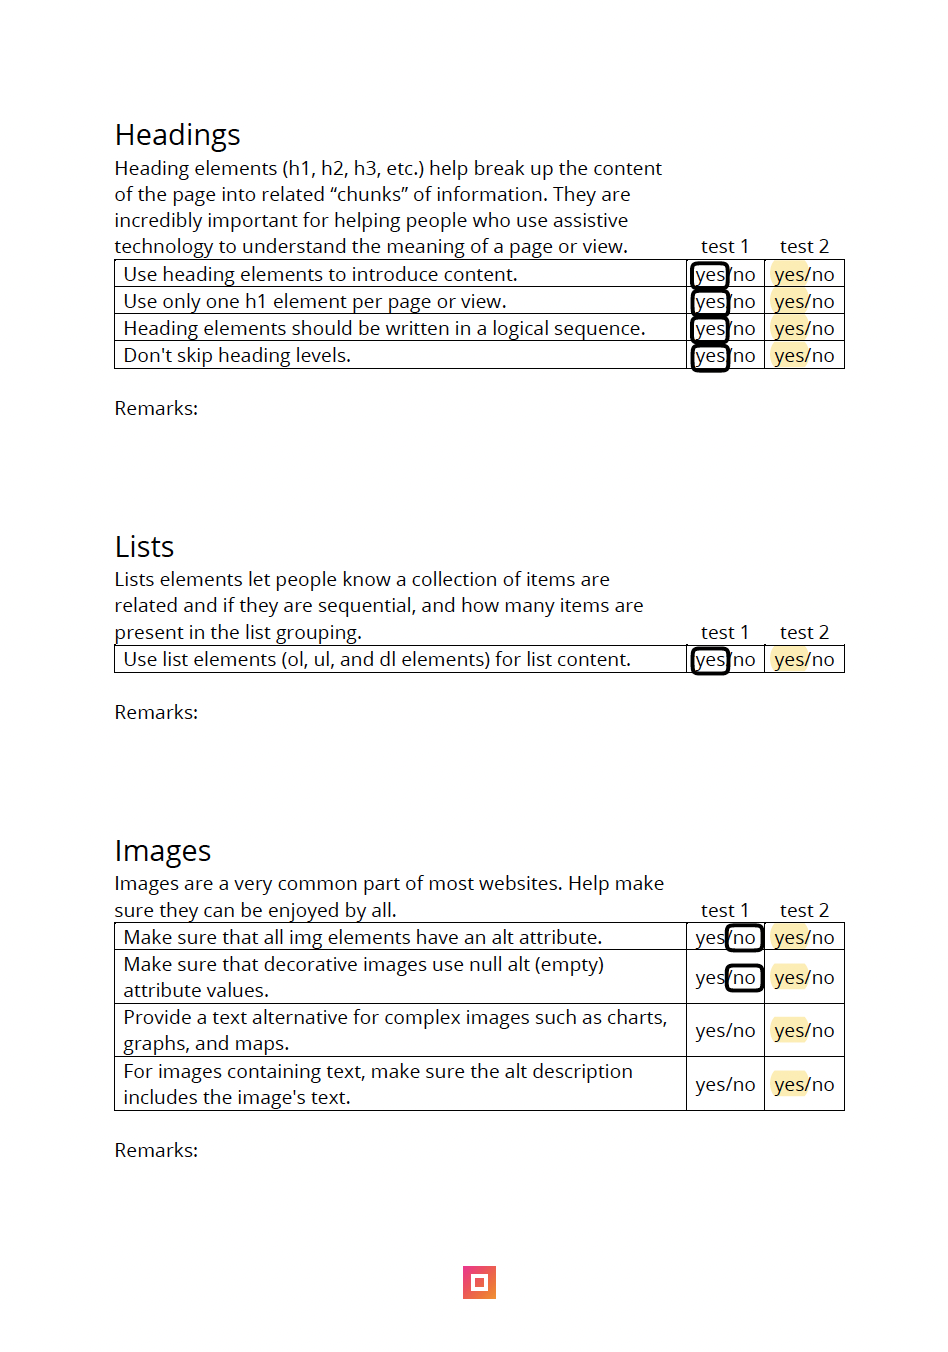 Headings
Heading elements (h1, h2, h3, etc.) help break up the content
of the page into related “chunks” of information. They are
incredibly important for helping people who use assistive
technology to understand the meaning of a page or view. test 1 test 2
Use heading elements to introduce content. yes/no yes/no
Use only one h1 element per page or view. yes/no yes/no
Heading elements should be written in a logical sequence. yes/no yes/no
Don't skip heading levels. yes/no yes/no
Remarks:
Lists
Lists elements let people know a collection of items are
related and if they are sequential, and how many items are
present in the list grouping. test 1 test 2
Use list elements (ol, ul, and dl elements) for list content. yes/no yes/no
Remarks:
Images
Images are a very common part of most websites. Help make
sure they can be enjoyed by all. test 1 test 2
Make sure that all img elements have an alt attribute. yes/no yes/no
Make sure that decorative images use null alt (empty)
attribute values. yes/no yes/no
Provide a text alternative for complex images such as charts,
graphs, and maps. yes/no yes/no
For images containing text, make sure the alt description
includes the image's text. yes/no yes/no
Remarks: